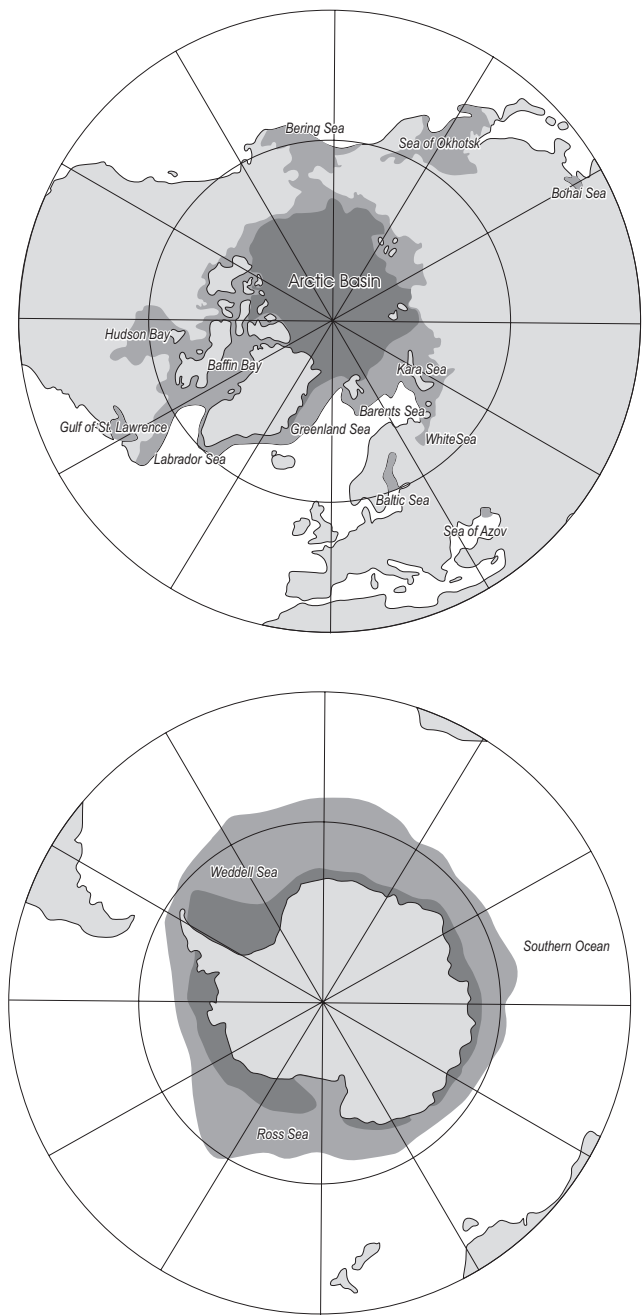 Bering Sea
Sea of Okhotsk
Bohai Sea
Arctic Basin
Hudson Bay
Baffin Bay
Kara Sea
Barents Sea
Gulf of St. Lawrence
Greenland Sea
WhiteSea
Labrador Sea
Baltic Sea
Sea of Azov
Weddell Sea
Southern Ocean
Ross Sea